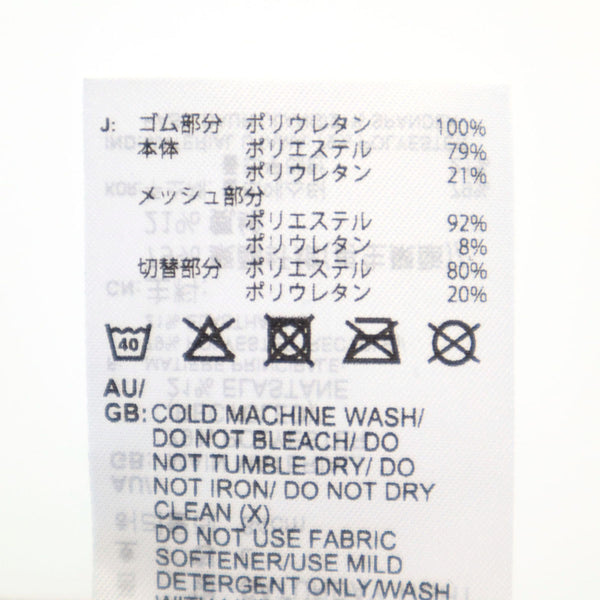 J: ゴム部分 ポリウレタン 100%
本体 ポリエステル 79%
ポリウレタン 21%
メッシュ部分
ポリエステル 92%
ポリウレタン 8%
切替部分 ポリエステル 80%
ポリウレタン 20%
40
AU/
GB: COLD MACHINE WASH/
DO NOT BLEACH/ DO
NOT TUMBLE DRY/ DO
NOT IRON/ DO NOT DRY
CLEAN (X)
DO NOT USE FABRIC
SOFTENER/USE MILD
DETERGENT ONLY/WASH